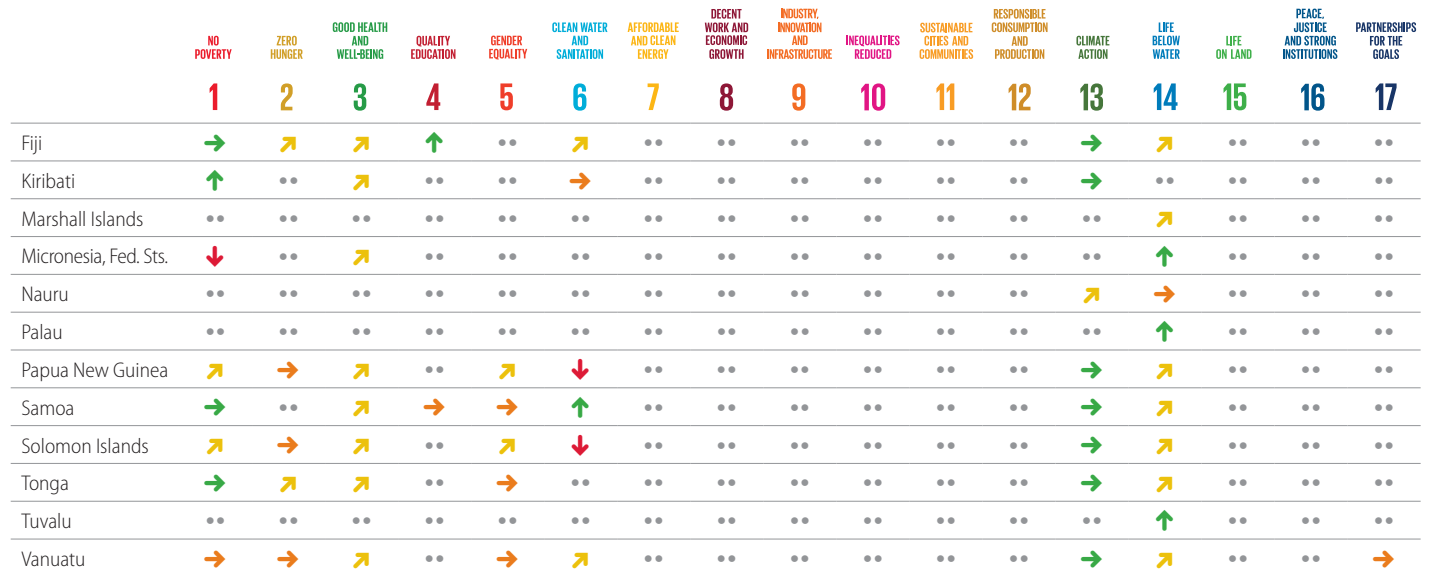 NO
POVERTY
ZERO
HUNGER
GOOD HEALTH
AND
WELL-BEING
QUALITY
EDUCATION
GENDER
EQUALITY
CLEAN WATER
AND
SANITATION
AFFORDABLE
AND CLEAN
ENERGY
DECENT
WORK AND
ECONOMIC
GROWTH
INDUSTRY,
INNOVATION
AND
INFRASTRUCTURE
INEQUALITIES
REDUCED
SUSTAINABLE
CITIES AND
COMMUNITIES
RESPONSIBLE
CONSUMPTION
AND
PRODUCTION
CLIMATE
ACTION
LIFE
BELOW
WATER
LIFE
ON LAND
PEACE,
JUSTICE
AND STRONG
INSTITUTIONS
PARTNERSHIPS
FOR THE
GOALS
1 2 3 4 5 6 7 8 9 10 11 12 13 14 15 16 17
Fiji
Kiribati
Marshall Islands
Micronesia, Fed. Sts.
Nauru
Palau
Papua New Guinea
Samoa
Solomon Islands
Tonga
Tuvalu
Vanuatu